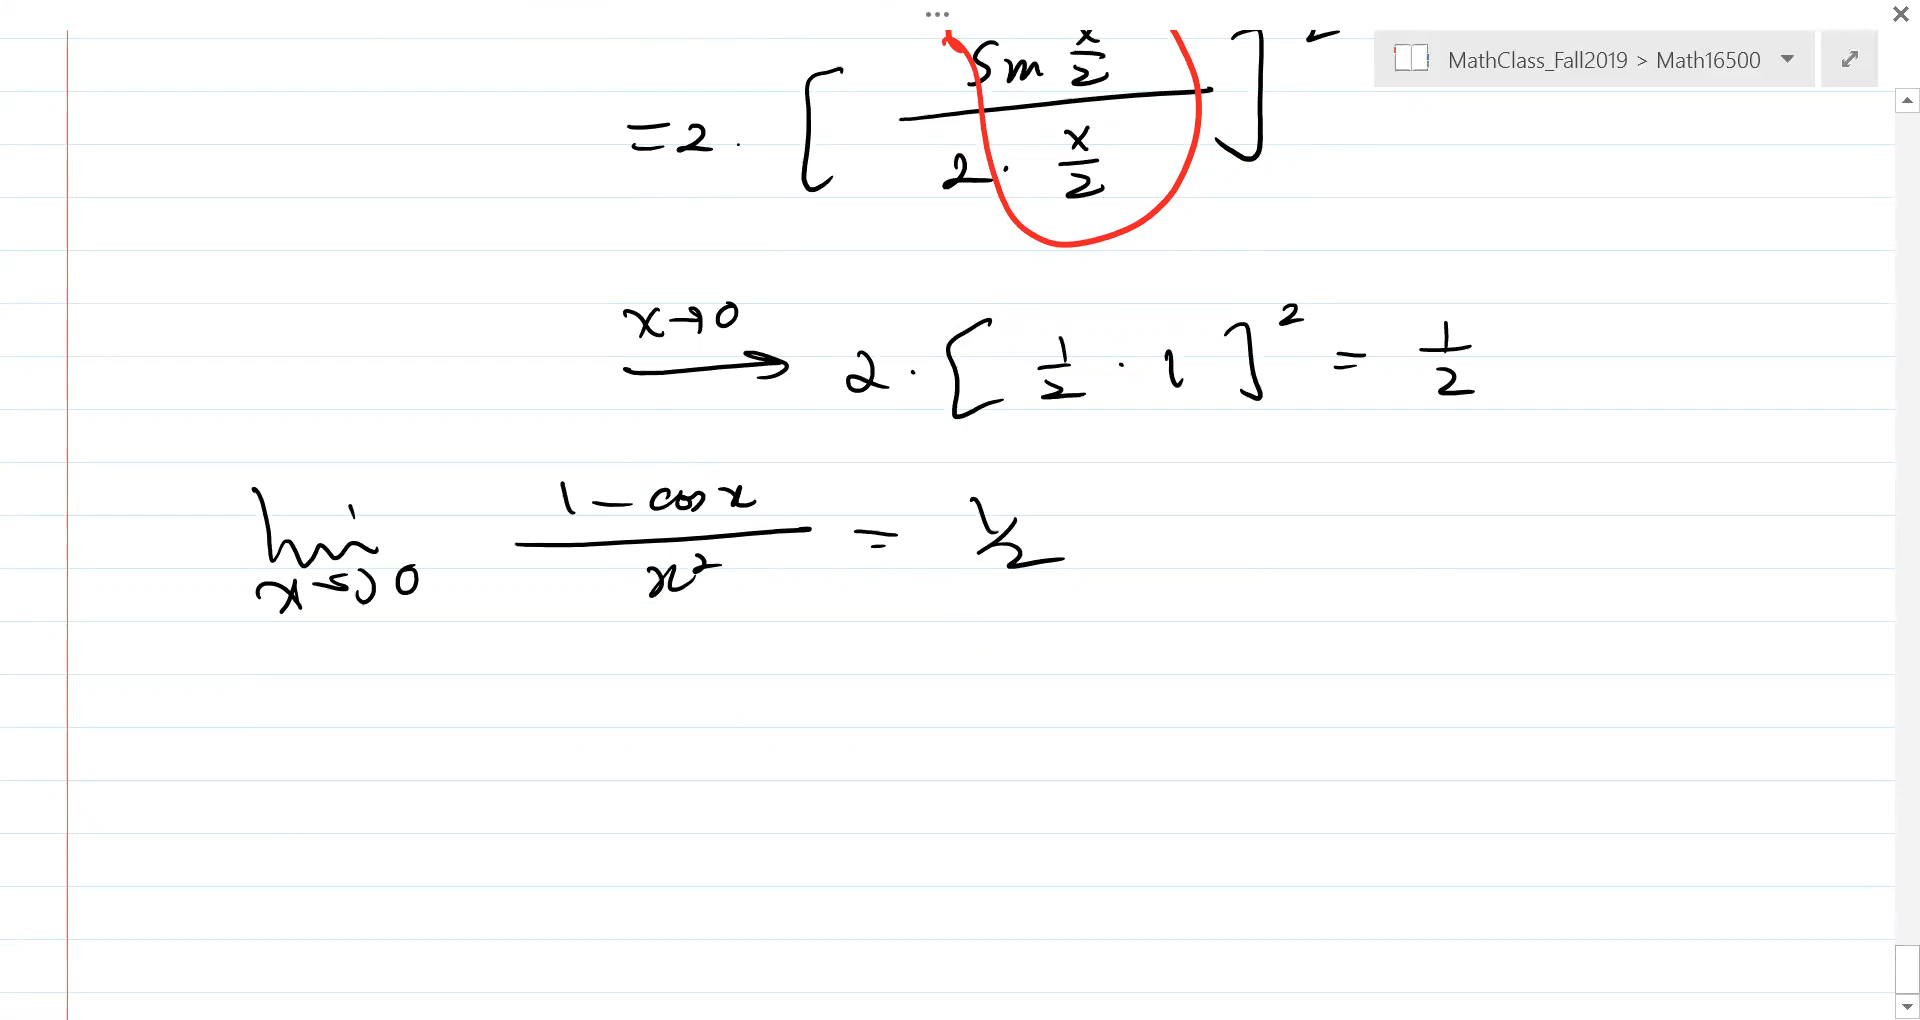 MathClass_Fall2019 > Math16500
= 2 · [ sin x/2 / 2 · x/2 ]²
x → 0
⟶ 2 · [ 1/2 · 1 ]² = 1/2
lim x → 0 1 - cos x / x² = 1/2